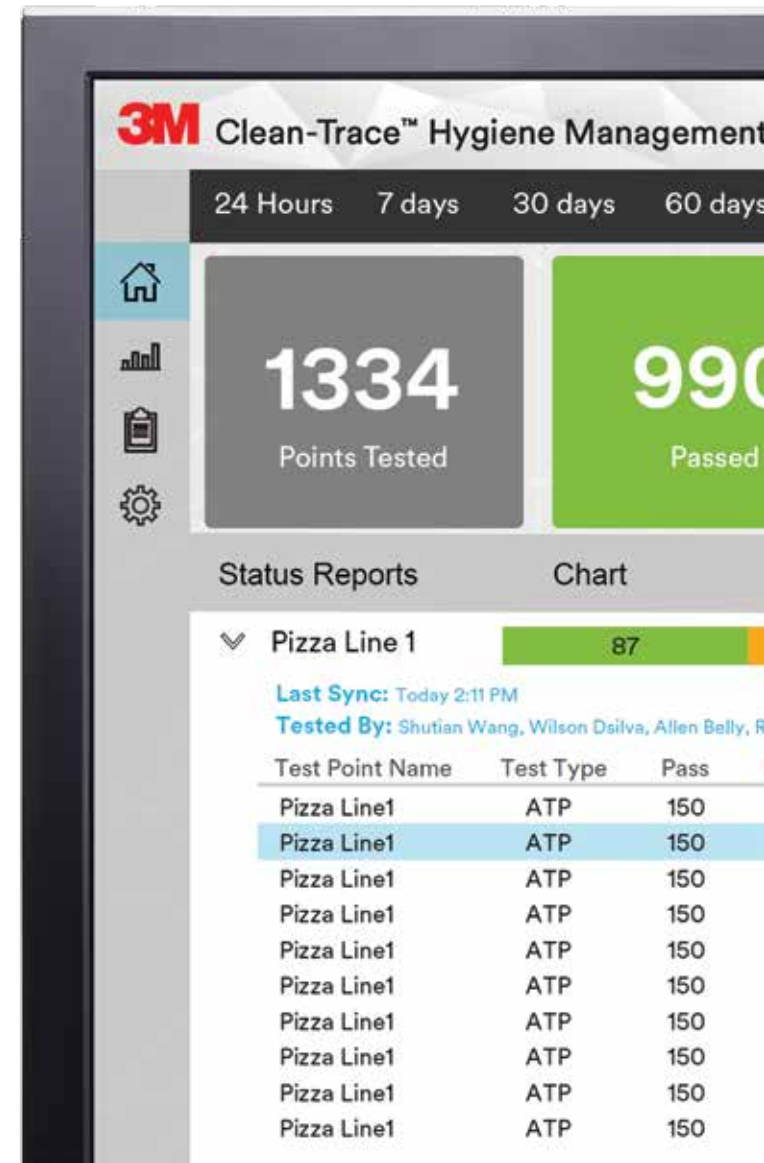 3M Clean-Trace™ Hygiene Management
24 Hours 7 days 30 days 60 days
1334
Points Tested
990
Passed
Status Reports Chart
Pizza Line 1 87
Last Sync: Today 2:11 PM
Tested By: Shutian Wang, Wilson Dsilva, Allen Belly, R
Test Point Name Test Type Pass
Pizza Line1 ATP 150
Pizza Line1 ATP 150
Pizza Line1 ATP 150
Pizza Line1 ATP 150
Pizza Line1 ATP 150
Pizza Line1 ATP 150
Pizza Line1 ATP 150
Pizza Line1 ATP 150
Pizza Line1 ATP 150
Pizza Line1 ATP 150